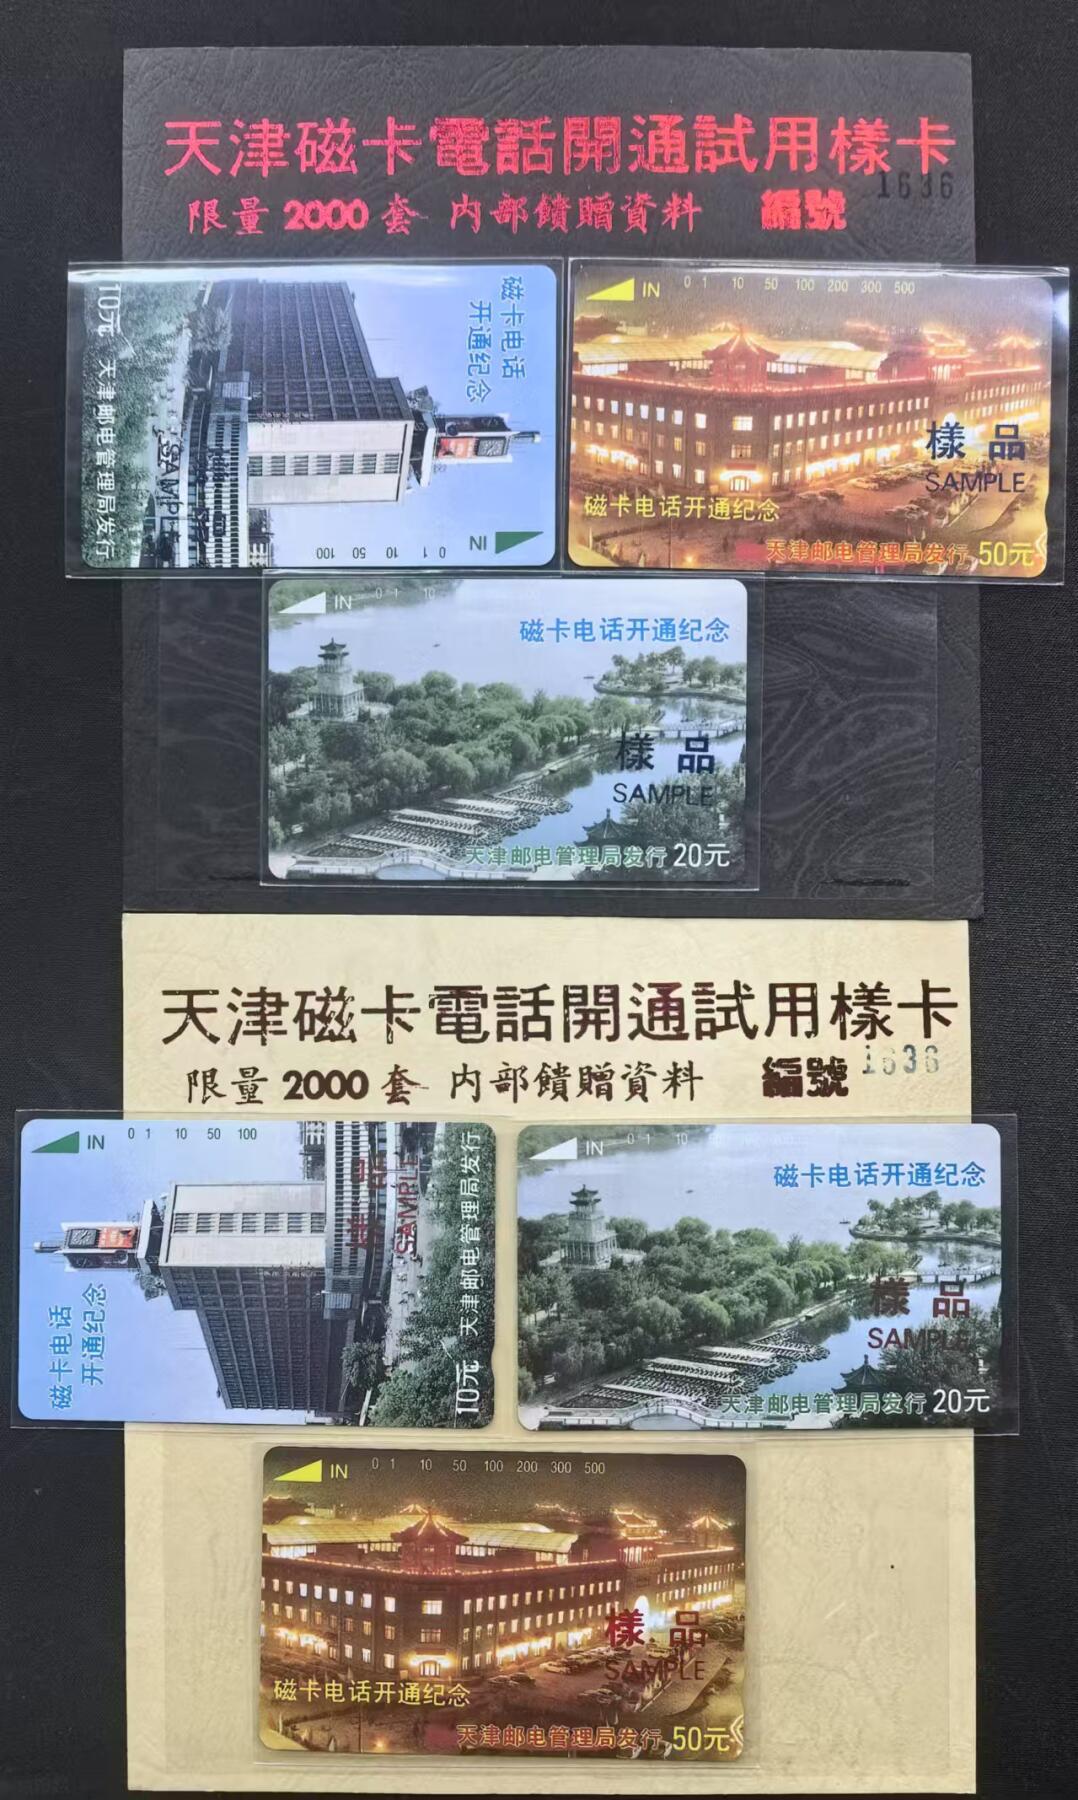 天津磁卡電話開通試用樣卡
1636
限量 2000 套 内部饋贈資料 編號
磁卡电话
开通纪念
10元 天津邮电管理局发行
SAMPL
IN 0 1 10 50 100
IN 0 1 10 50 100 200 300 500
樣 品
SAMPLE
磁卡电话开通纪念
天津邮电管理局发行 50元
IN 0 1 10
磁卡电话开通纪念
樣 品
SAMPLE
天津邮电管理局发行 20元
天津磁卡電話開通試用樣卡
1636
限量 2000 套 内部饋贈資料 編號
IN 0 1 10 50 100
磁卡电话
开通纪念
樣 品
SAMPLE
10元 天津邮电管理局发行
IN 0 1 10
磁卡电话开通纪念
樣 品
SAMPLE
天津邮电管理局发行 20元
IN 0 1 10 50 100 200 300 500
樣 品
SAMPLE
磁卡电话开通纪念
天津邮电管理局发行 50元